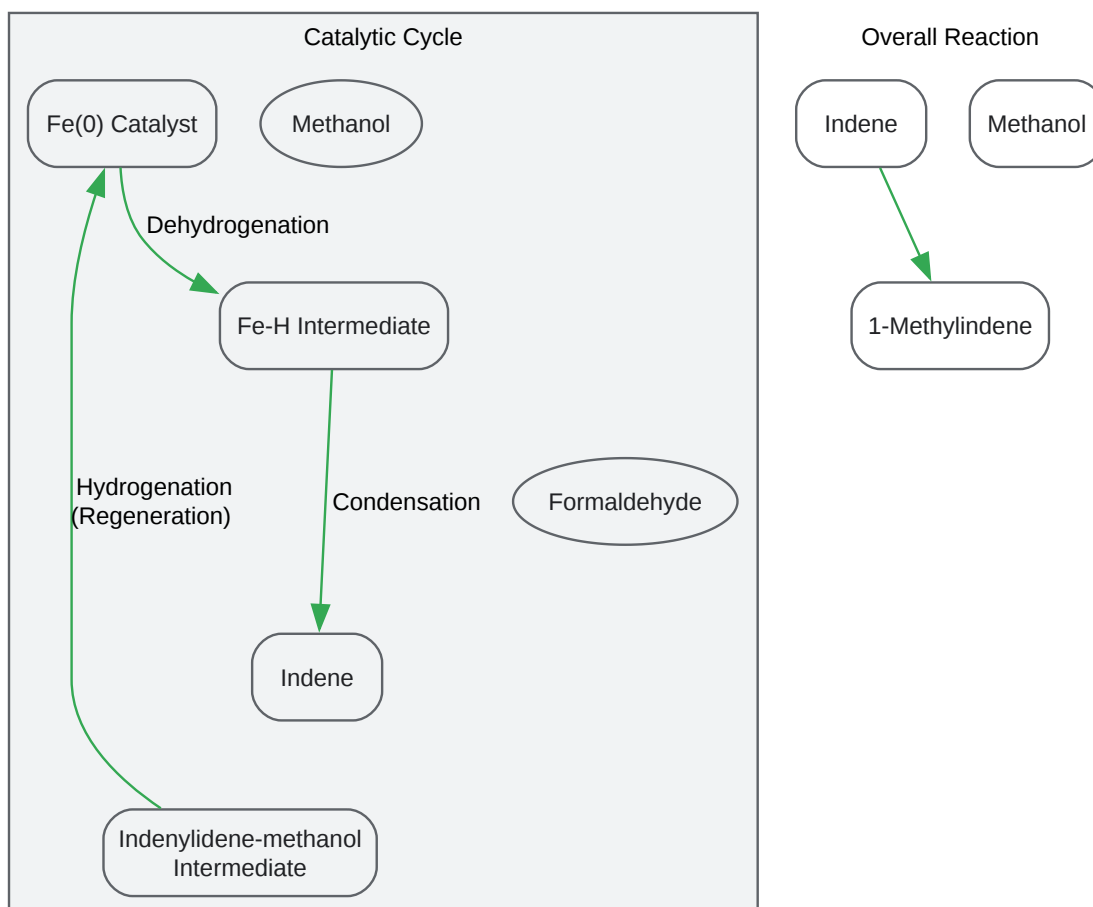 Catalytic Cycle
Overall Reaction
Fe(0) Catalyst
Methanol
Indene
Methanol
Dehydrogenation
Fe-H Intermediate
1-Methylindene
Hydrogenation
(Regeneration)
Condensation
Formaldehyde
Indene
Indenylidene-methanol
Intermediate